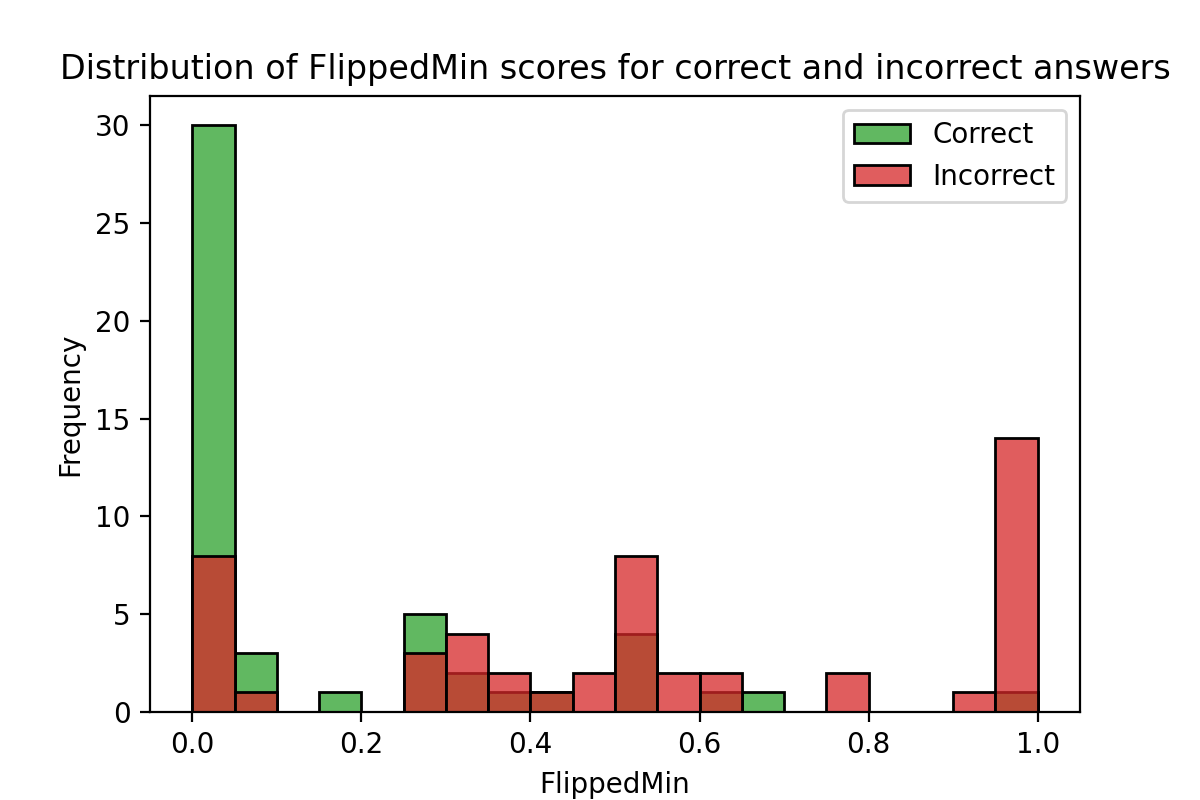 Distribution of FlippedMin scores for correct and incorrect answers
Correct
Incorrect
Frequency
30
25
20
15
10
5
0
0.0 0.2 0.4 0.6 0.8 1.0
FlippedMin